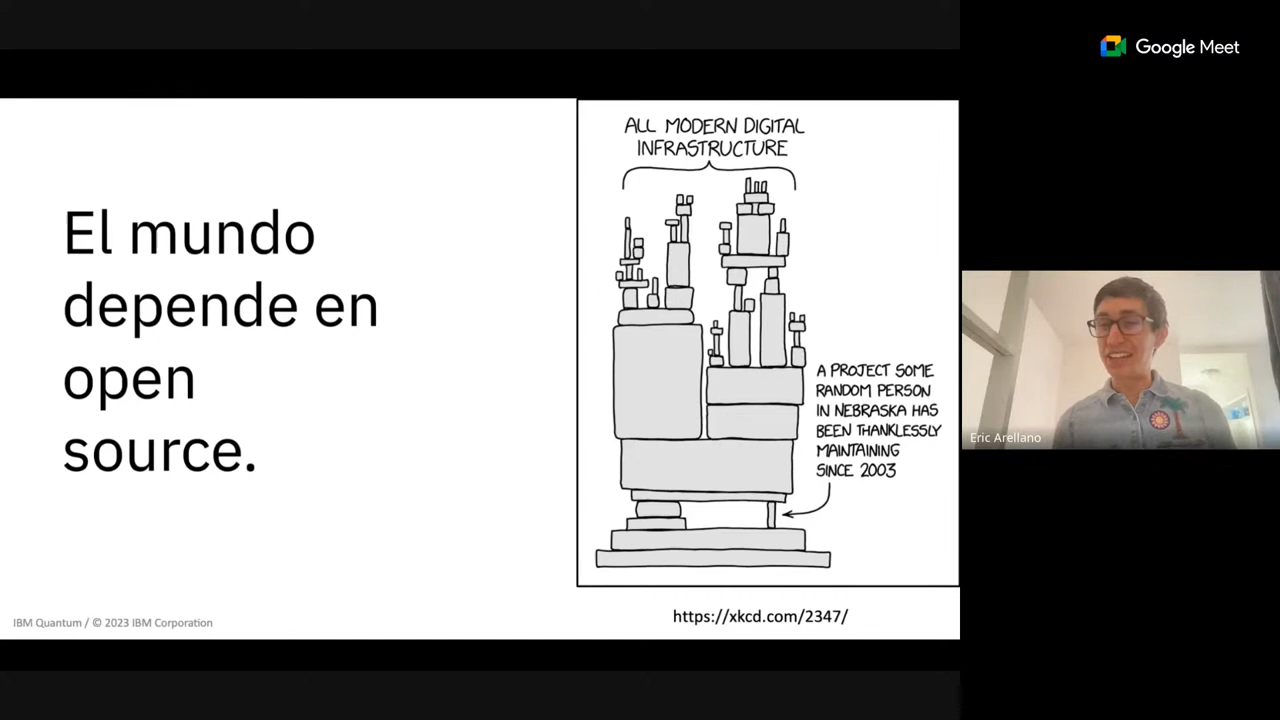 Google Meet
El mundo
depende en
open
source.
ALL MODERN DIGITAL
INFRASTRUCTURE
A PROJECT SOME
RANDOM PERSON
IN NEBRASKA HAS
BEEN THANKLESSLY
MAINTAINING
SINCE 2003
https://xkcd.com/2347/
IBM Quantum / © 2023 IBM Corporation
Eric Arellano